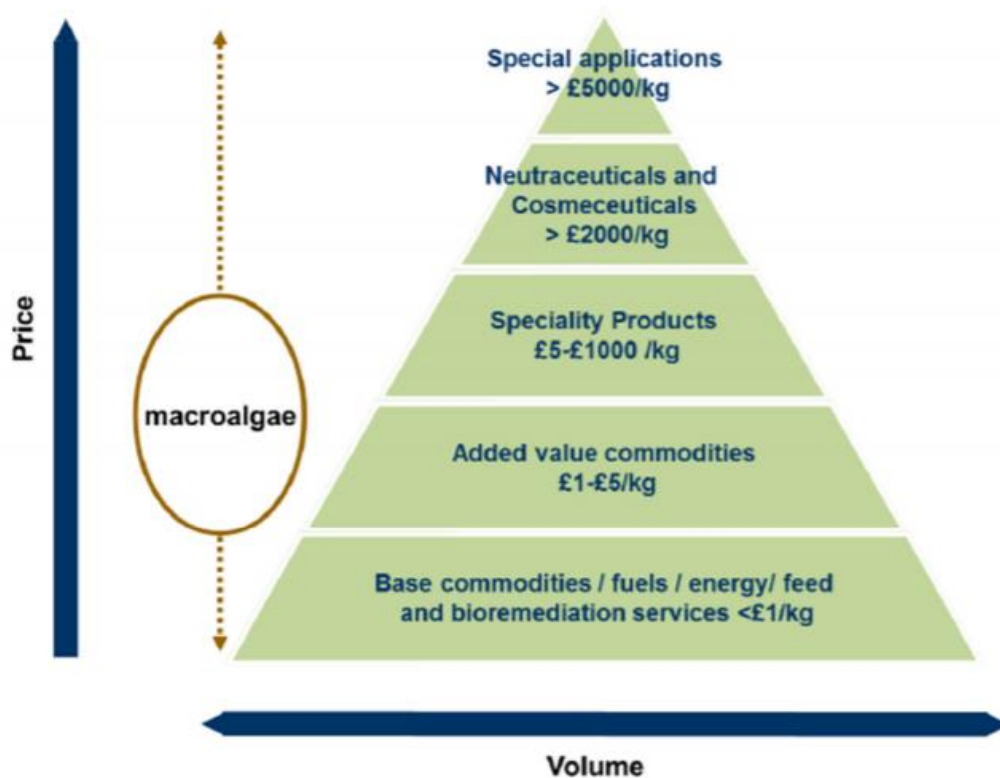 Special applications
> £5000/kg
Neutraceuticals and
Cosmeceuticals
> £2000/kg
Price
Speciality Products
£5-£1000 /kg
macroalgae
Added value commodities
£1-£5/kg
Base commodities / fuels / energy/ feed
and bioremediation services <£1/kg
Volume